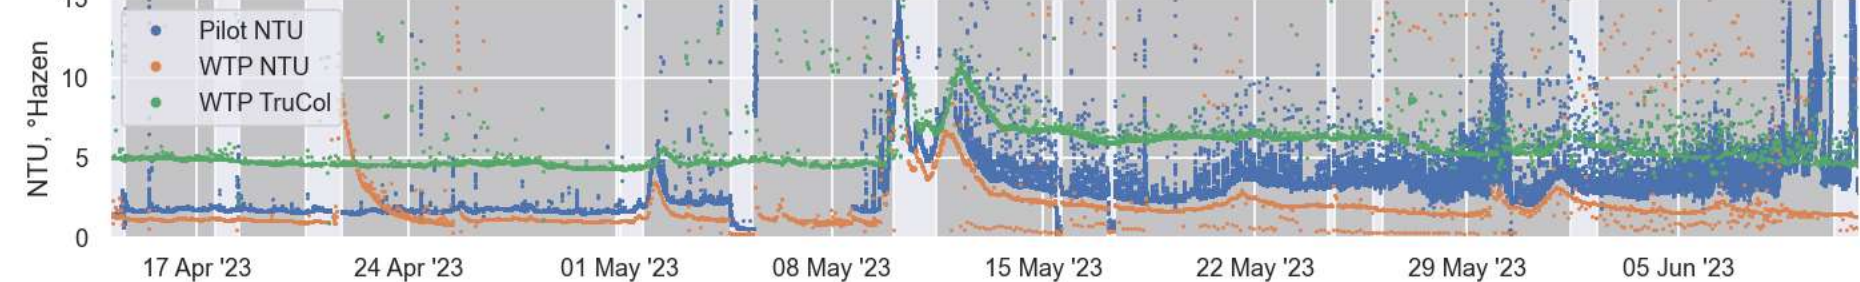 15
Pilot NTU
WTP NTU
WTP TruCol
10
5
0
NTU, °Hazen
17 Apr '23
24 Apr '23
01 May '23
08 May '23
15 May '23
22 May '23
29 May '23
05 Jun '23